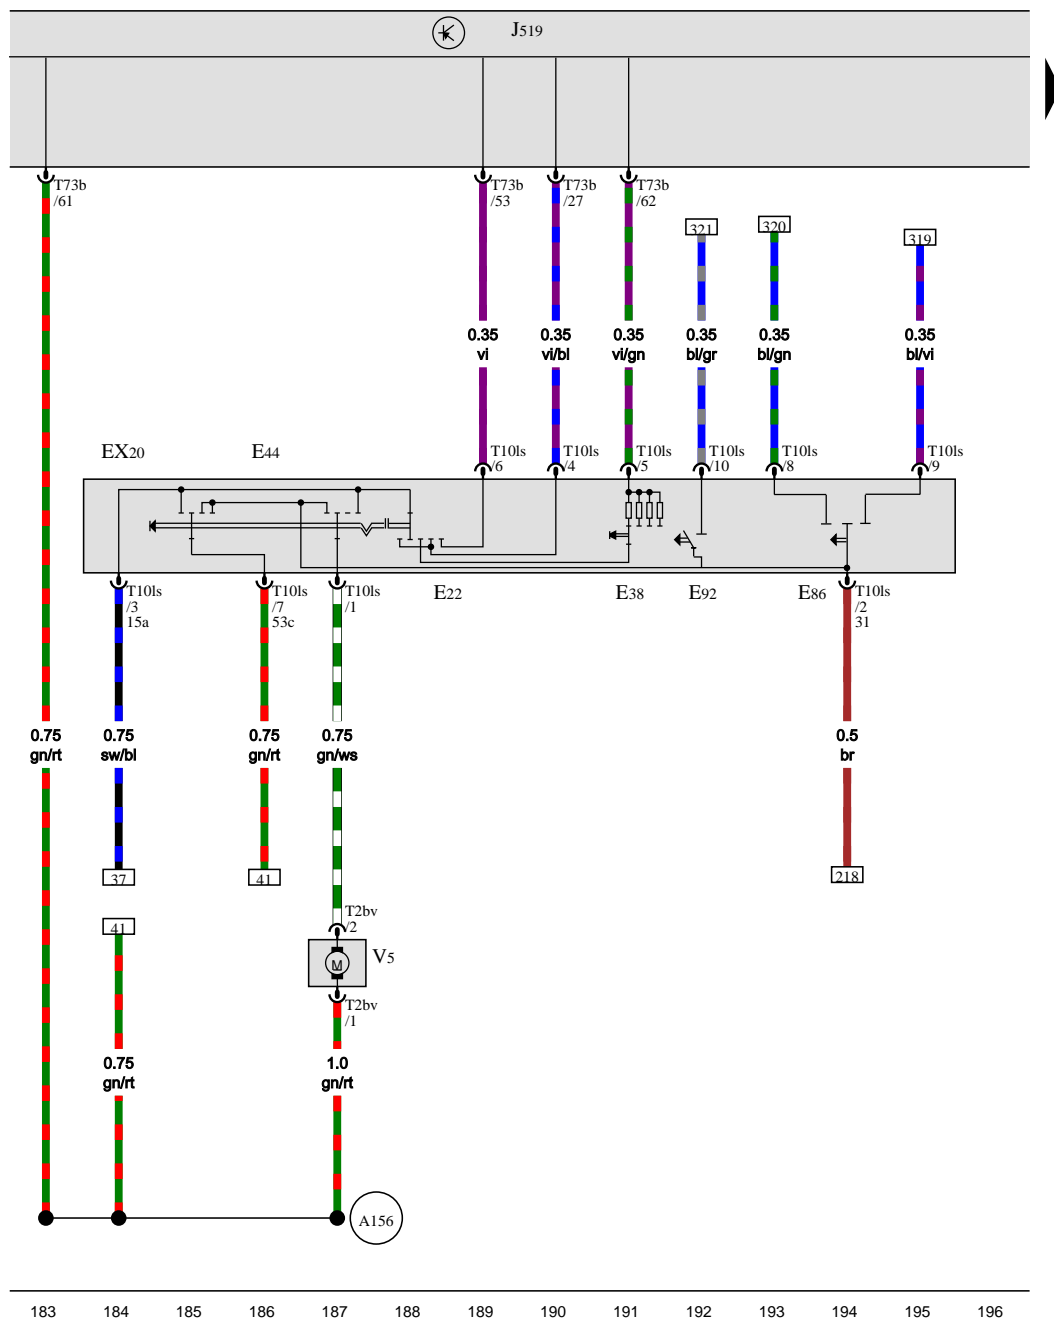 J519
T73b
/61
T73b
/53
T73b
/27
T73b
/62
321
320
319
0.35
vi
0.35
vi/bl
0.35
vi/gn
0.35
bl/gr
0.35
bl/gn
0.35
bl/vi
EX20
E44
T10ls
/6
T10ls
/4
T10ls
/5
T10ls
/10
T10ls
/8
T10ls
/9
T10ls
/3
15a
T10ls
/7
53c
T10ls
/1
E22
E38
E92
E86
T10ls
/2
31
0.75
gn/rt
0.75
sw/bl
0.75
gn/rt
0.75
gn/ws
0.5
br
37
41
218
41
T2bv
/2
M
V5
T2bv
/1
0.75
gn/rt
1.0
gn/rt
A156
183 184 185 186 187 188 189 190 191 192 193 194 195 196